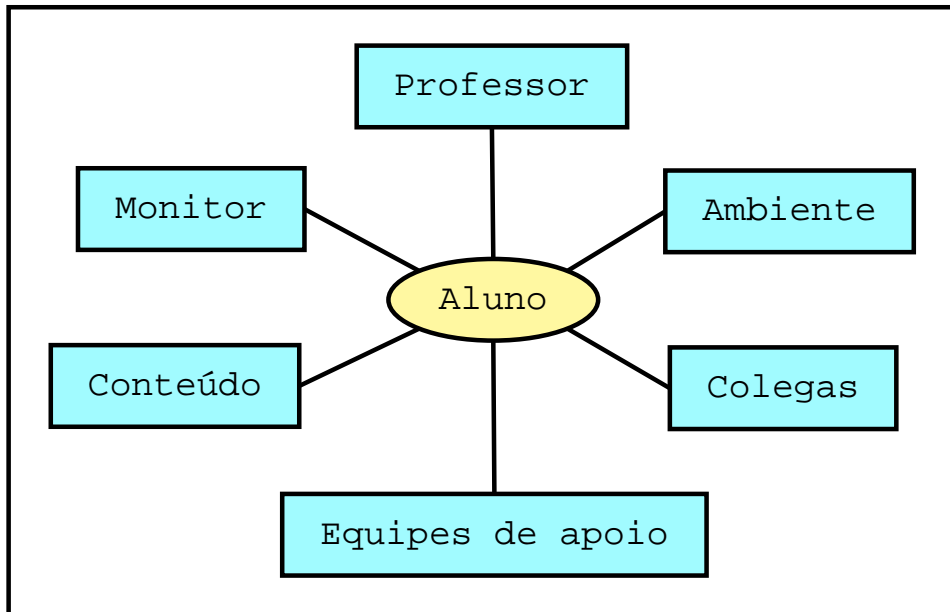 Professor
Monitor
Ambiente
Aluno
Conteúdo
Colegas
Equipes de apoio